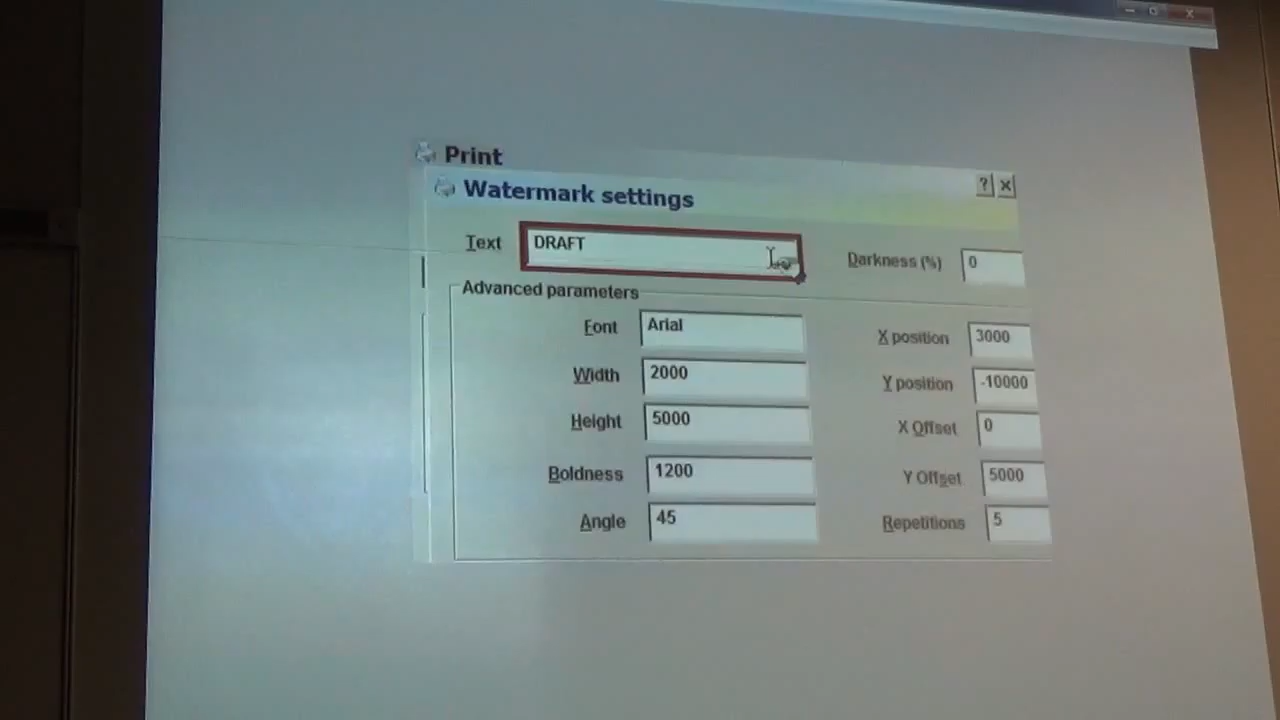 Print
Watermark settings
Text DRAFT Darkness (%) 0
Advanced parameters
Font Arial X position 3000
Width 2000 Y position -10000
Height 5000 X Offset 0
Boldness 1200 Y Offset 5000
Angle 45 Repetitions 5